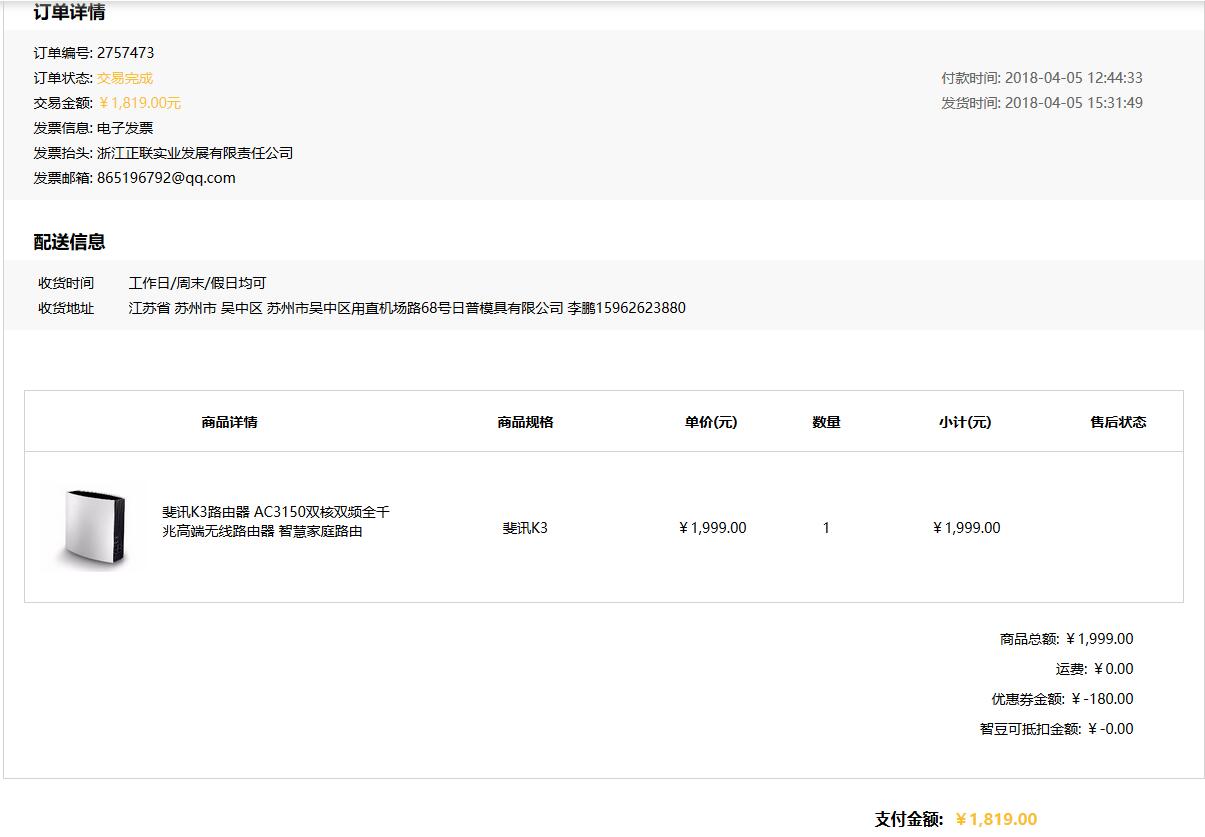 订单详情
订单编号: 2757473
订单状态: 交易完成
付款时间: 2018-04-05 12:44:33
交易金额: ￥1,819.00元
发货时间: 2018-04-05 15:31:49
发票信息: 电子发票
发票抬头: 浙江正联实业发展有限责任公司
发票邮箱: 865196792@qq.com
配送信息
收货时间 工作日/周末/假日均可
收货地址 江苏省 苏州市 吴中区 苏州市吴中区甪直机场路68号日普模具有限公司 李鹏15962623880
商品详情 商品规格 单价(元) 数量 小计(元) 售后状态
斐讯K3路由器 AC3150双核双频全千
兆高端无线路由器 智慧家庭路由
斐讯K3 ￥1,999.00 1 ￥1,999.00
商品总额: ￥1,999.00
运费: ￥0.00
优惠券金额: ￥-180.00
智豆可抵扣金额: ￥-0.00
支付金额: ￥1,819.00